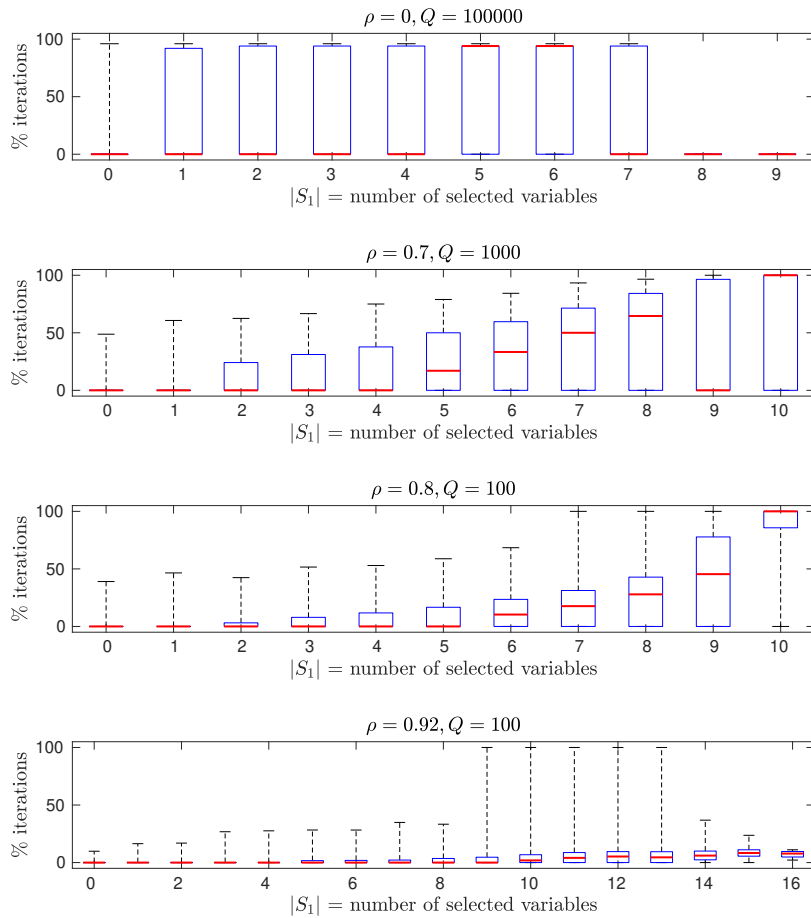 ρ = 0, Q = 100000
100
50
0
% iterations
0 1 2 3 4 5 6 7 8 9
|S₁| = number of selected variables
ρ = 0.7, Q = 1000
100
50
0
% iterations
0 1 2 3 4 5 6 7 8 9 10
|S₁| = number of selected variables
ρ = 0.8, Q = 100
100
50
0
% iterations
0 1 2 3 4 5 6 7 8 9 10
|S₁| = number of selected variables
ρ = 0.92, Q = 100
100
50
0
% iterations
0 2 4 6 8 10 12 14 16
|S₁| = number of selected variables